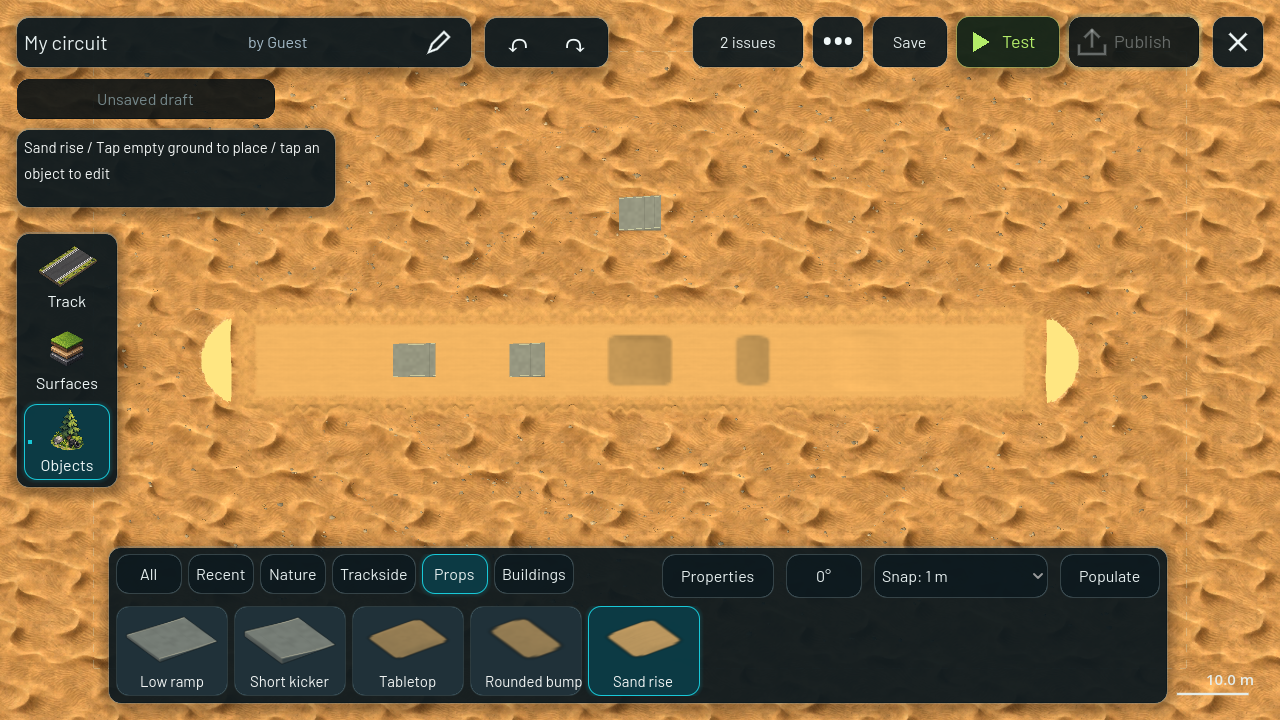 My circuit
by Guest
2 issues
•••
Save
Test
Publish
Unsaved draft
Sand rise / Tap empty ground to place / tap an
object to edit
Track
Surfaces
Objects
All
Recent
Nature
Trackside
Props
Buildings
Properties
0°
Snap: 1 m
Populate
Low ramp
Short kicker
Tabletop
Rounded bump
Sand rise
10.0 m